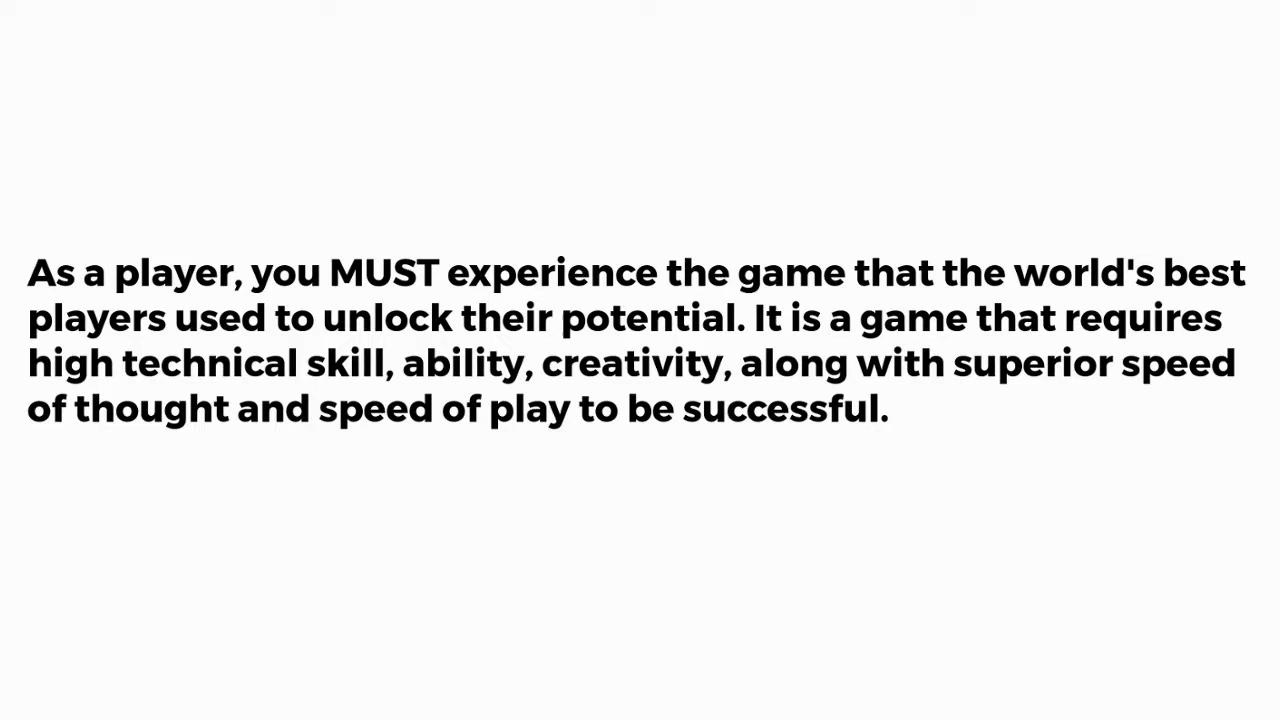 As a player, you MUST experience the game that the world's best
players used to unlock their potential. It is a game that requires
high technical skill, ability, creativity, along with superior speed
of thought and speed of play to be successful.